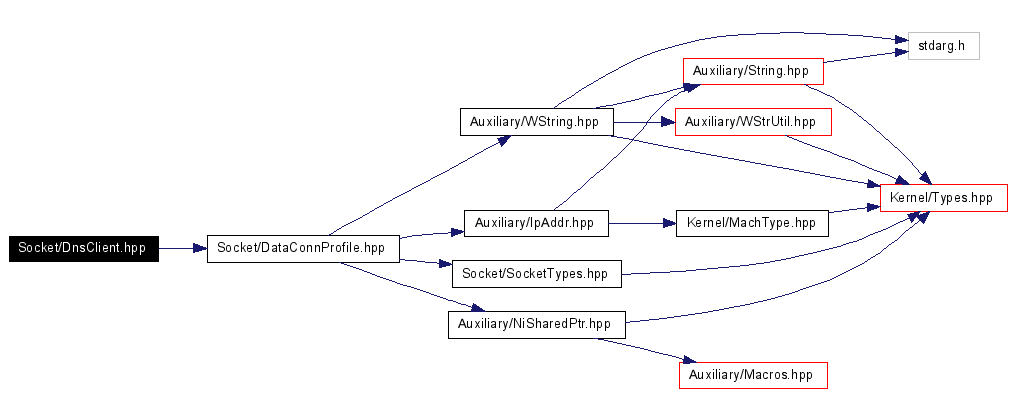 stdarg.h
Auxiliary/String.hpp
Auxiliary/WString.hpp
Auxiliary/WStrUtil.hpp
Kernel/Types.hpp
Auxiliary/IpAddr.hpp
Kernel/MachType.hpp
Socket/DnsClient.hpp
Socket/DataConnProfile.hpp
Socket/SocketTypes.hpp
Auxiliary/NiSharedPtr.hpp
Auxiliary/Macros.hpp